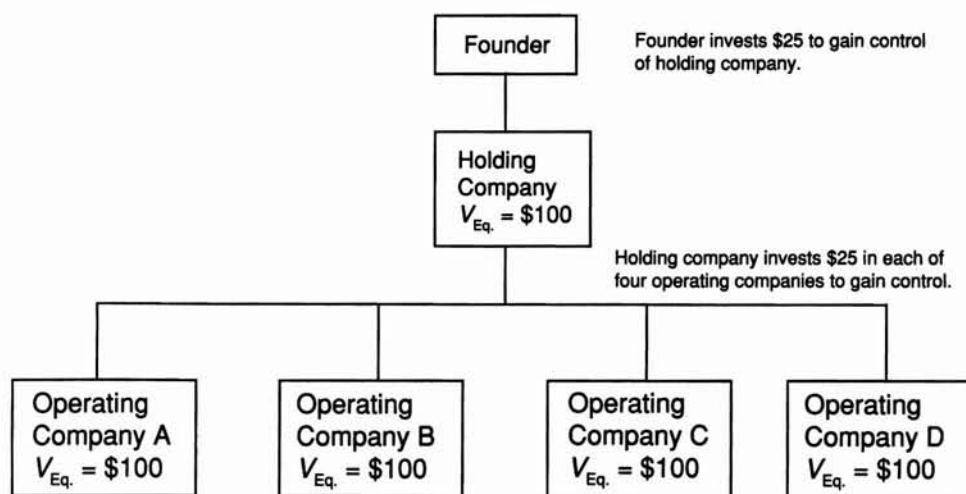 Founder
Founder invests $25 to gain control
of holding company.
Holding
Company
V_Eq. = $100
Holding company invests $25 in each of
four operating companies to gain control.
Operating
Company A
V_Eq. = $100
Operating
Company B
V_Eq. = $100
Operating
Company C
V_Eq. = $100
Operating
Company D
V_Eq. = $100